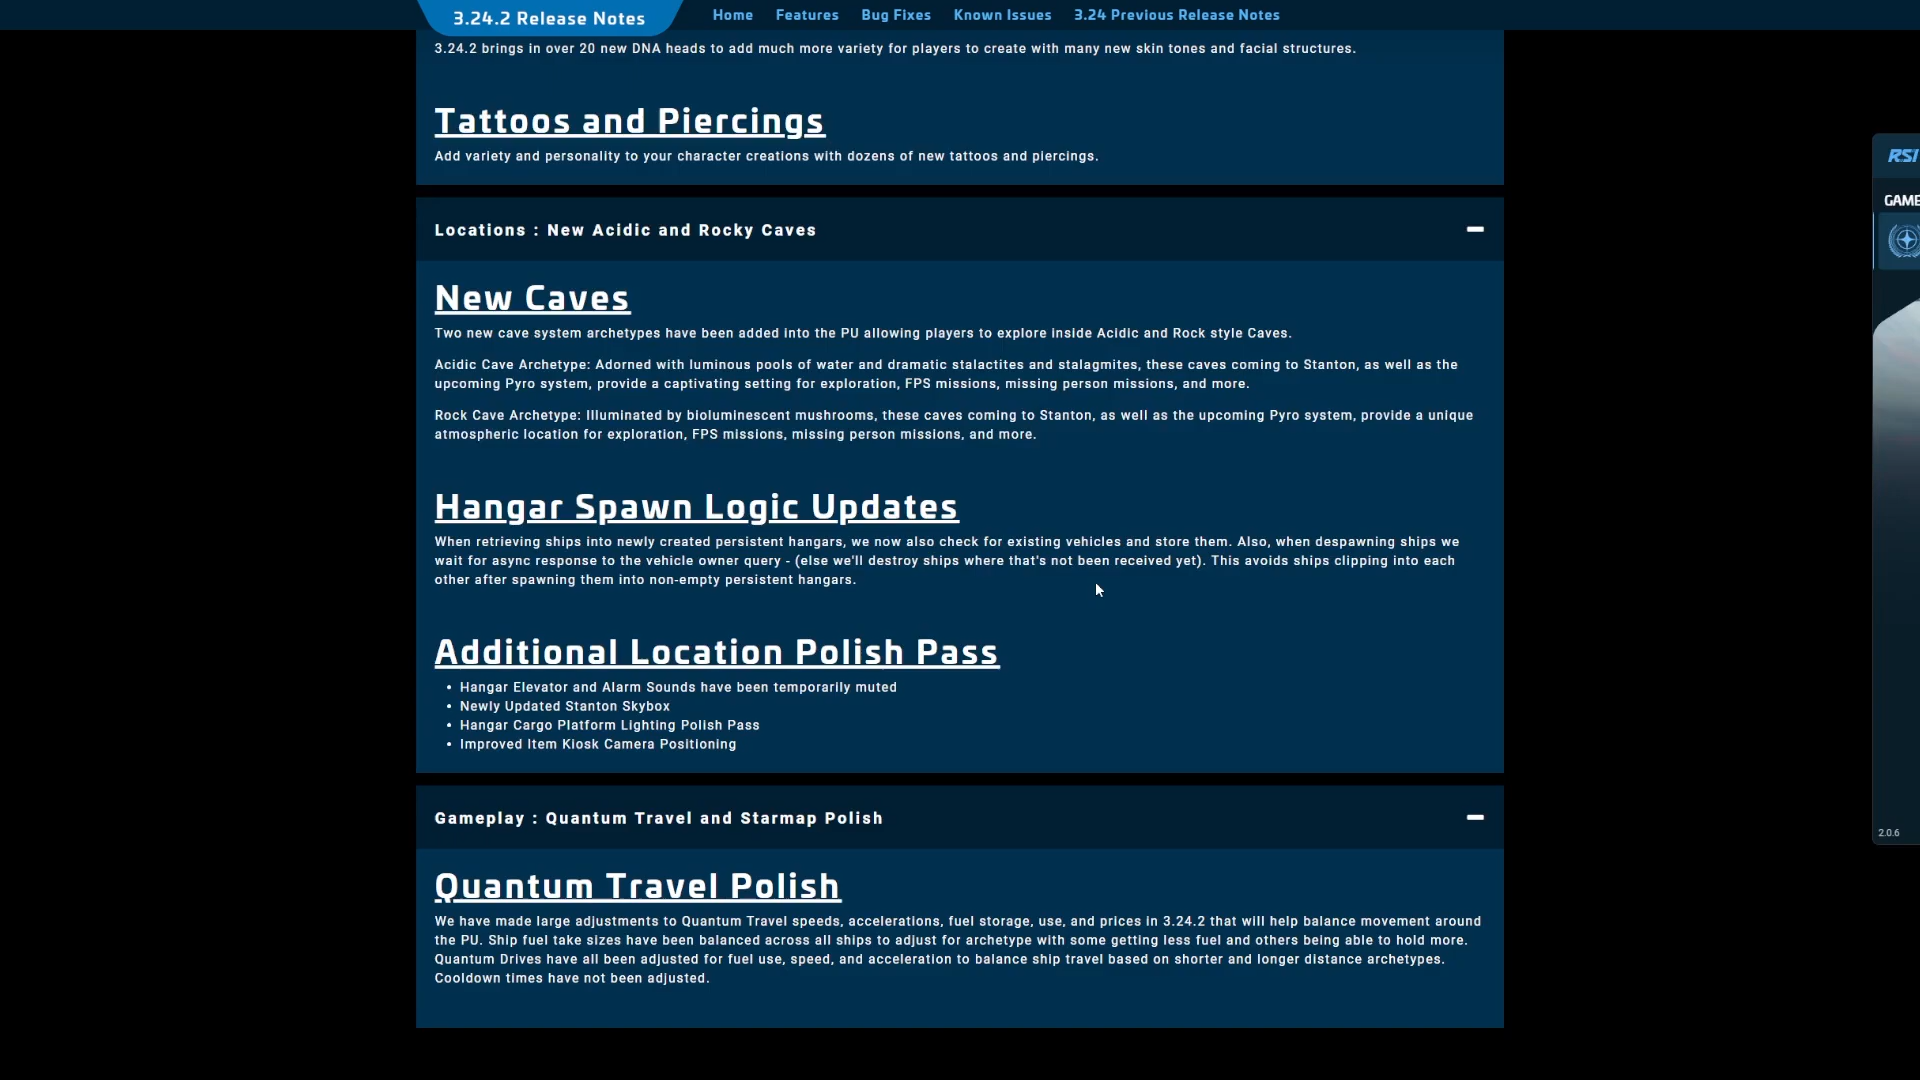 3.24.2 Release Notes
Home
Features
Bug Fixes
Known Issues
3.24 Previous Release Notes
3.24.2 brings in over 20 new DNA heads to add much more variety for players to create with many new skin tones and facial structures.
Tattoos and Piercings
Add variety and personality to your character creations with dozens of new tattoos and piercings.
Locations : New Acidic and Rocky Caves
New Caves
Two new cave system archetypes have been added into the PU allowing players to explore inside Acidic and Rock style Caves.
Acidic Cave Archetype: Adorned with luminous pools of water and dramatic stalactites and stalagmites, these caves coming to Stanton, as well as the
upcoming Pyro system, provide a captivating setting for exploration, FPS missions, missing person missions, and more.
Rock Cave Archetype: Illuminated by bioluminescent mushrooms, these caves coming to Stanton, as well as the upcoming Pyro system, provide a unique
atmospheric location for exploration, FPS missions, missing person missions, and more.
Hangar Spawn Logic Updates
When retrieving ships into newly created persistent hangars, we now also check for existing vehicles and store them. Also, when despawning ships we
wait for async response to the vehicle owner query - (else we'll destroy ships where that's not been received yet). This avoids ships clipping into each
other after spawning them into non-empty persistent hangars.
Additional Location Polish Pass
• Hangar Elevator and Alarm Sounds have been temporarily muted
• Newly Updated Stanton Skybox
• Hangar Cargo Platform Lighting Polish Pass
• Improved Item Kiosk Camera Positioning
Gameplay : Quantum Travel and Starmap Polish
Quantum Travel Polish
We have made large adjustments to Quantum Travel speeds, accelerations, fuel storage, use, and prices in 3.24.2 that will help balance movement around
the PU. Ship fuel take sizes have been balanced across all ships to adjust for archetype with some getting less fuel and others being able to hold more.
Quantum Drives have all been adjusted for fuel use, speed, and acceleration to balance ship travel based on shorter and longer distance archetypes.
Cooldown times have not been adjusted.
RSI
GAME
2.0.6